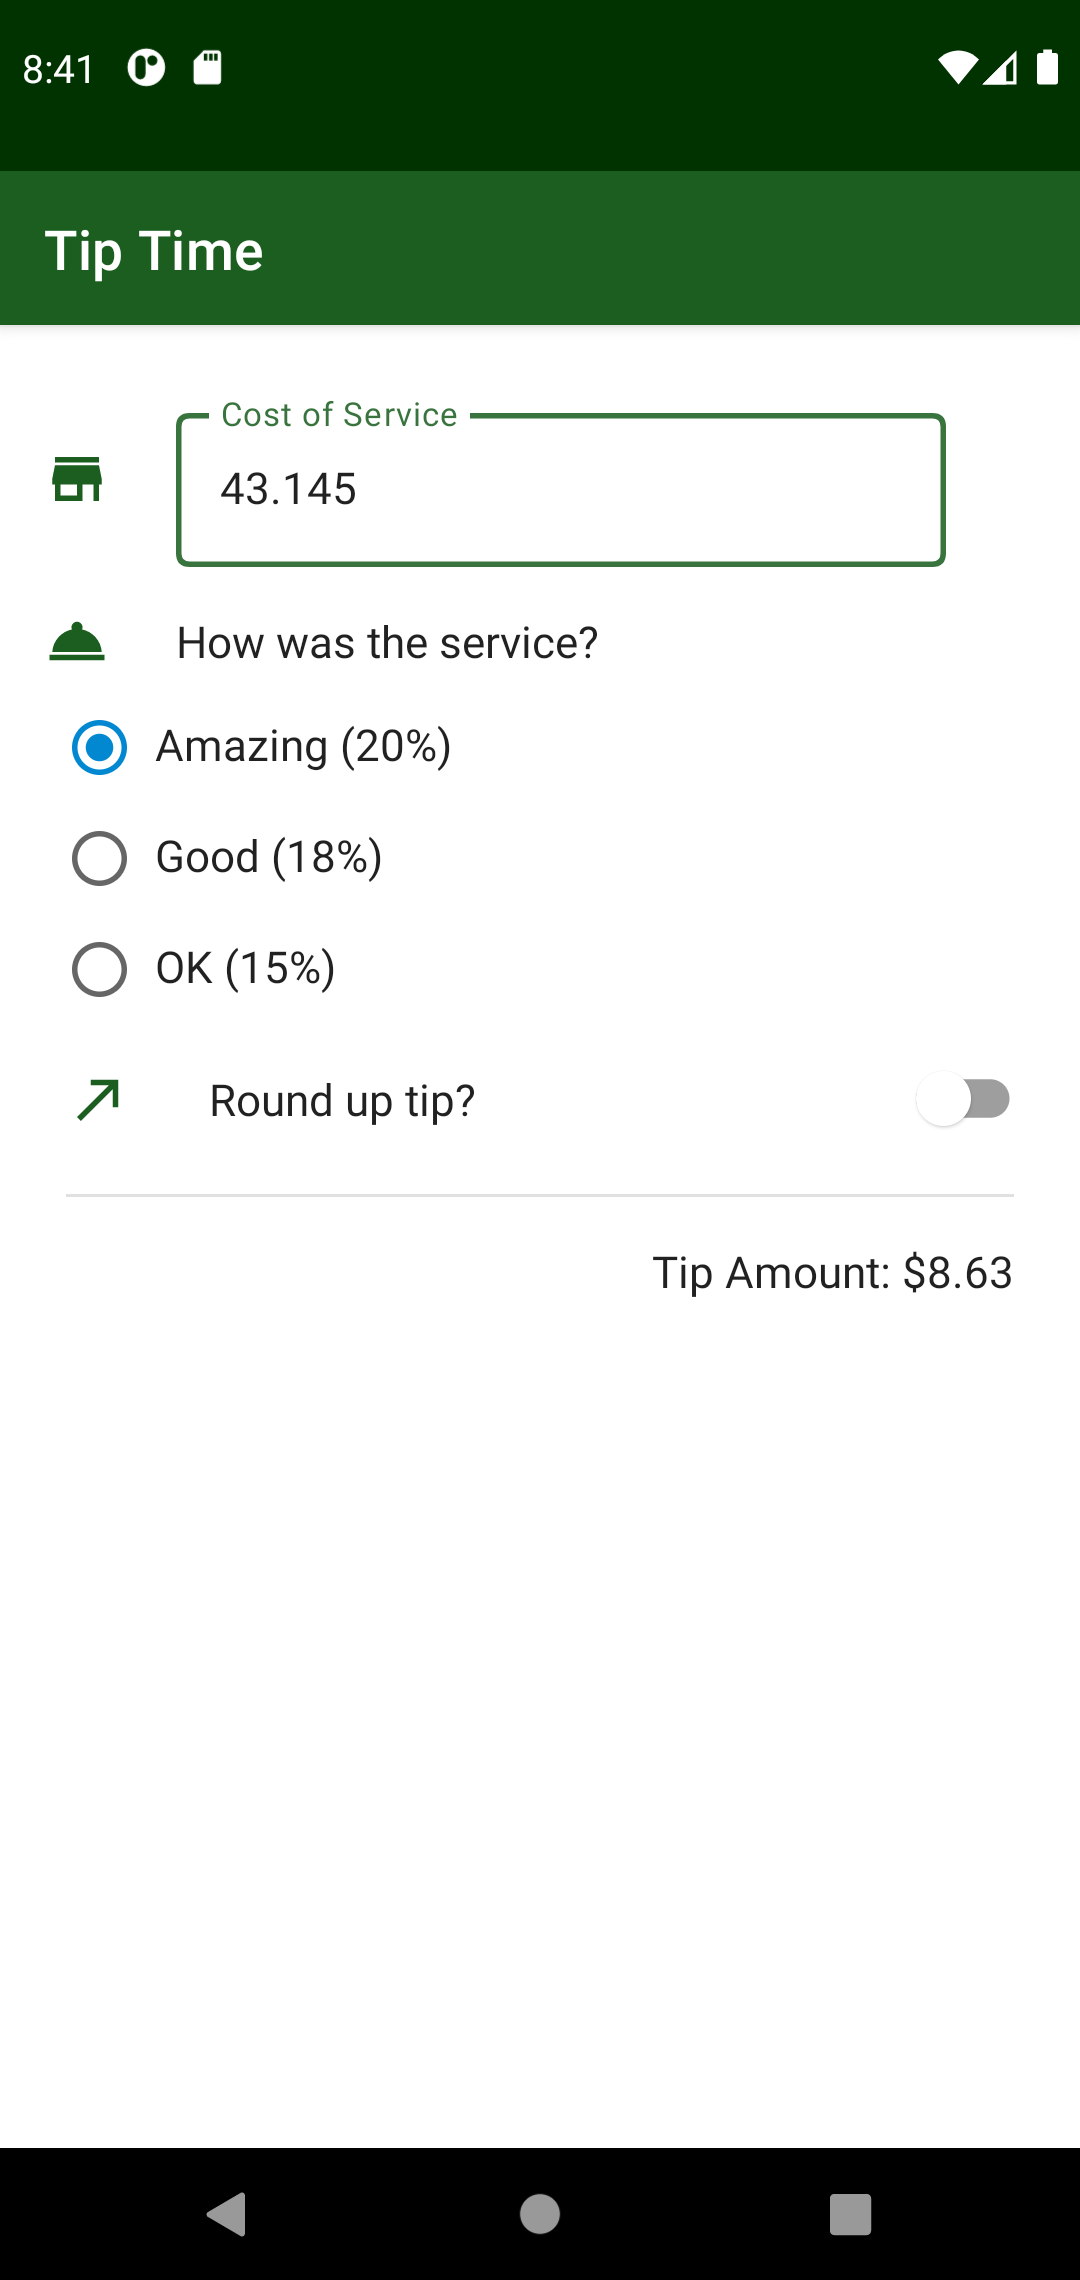 8:41
Tip Time
Cost of Service
43.145
How was the service?
Amazing (20%)
Good (18%)
OK (15%)
Round up tip?
Tip Amount: $8.63